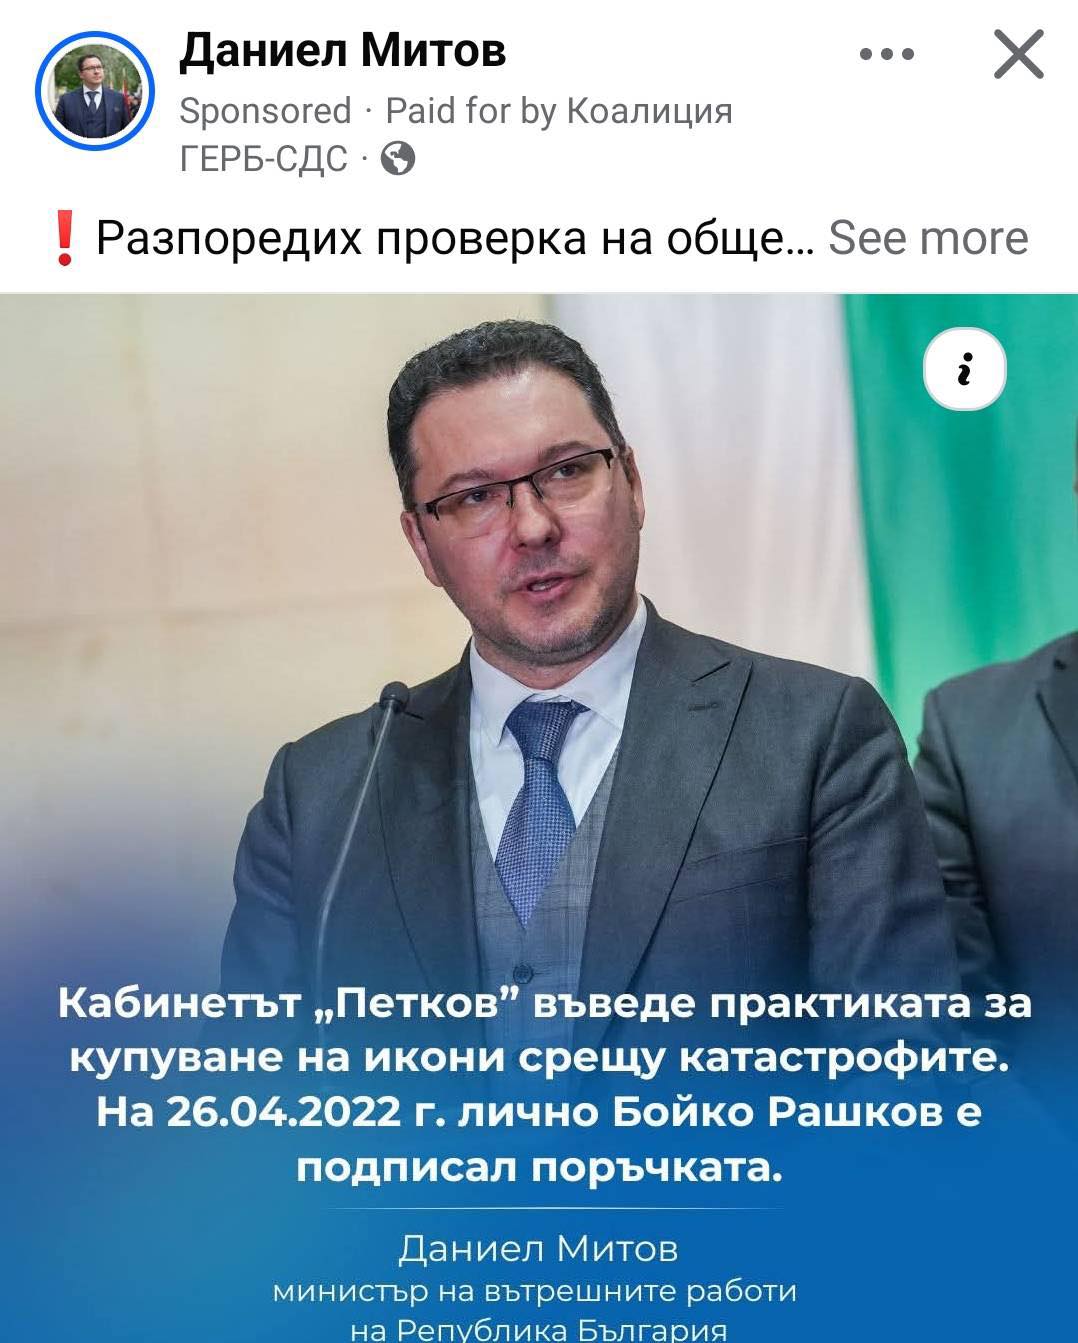 Даниел Митов
Sponsored · Paid for by Коалиция
ГЕРБ-СДС ·
❗Разпоредих проверка на обще... See more
Кабинетът „Петков” въведе практиката за
купуване на икони срещу катастрофите.
На 26.04.2022 г. лично Бойко Рашков е
подписал поръчката.
Даниел Митов
министър на вътрешните работи
на Република България